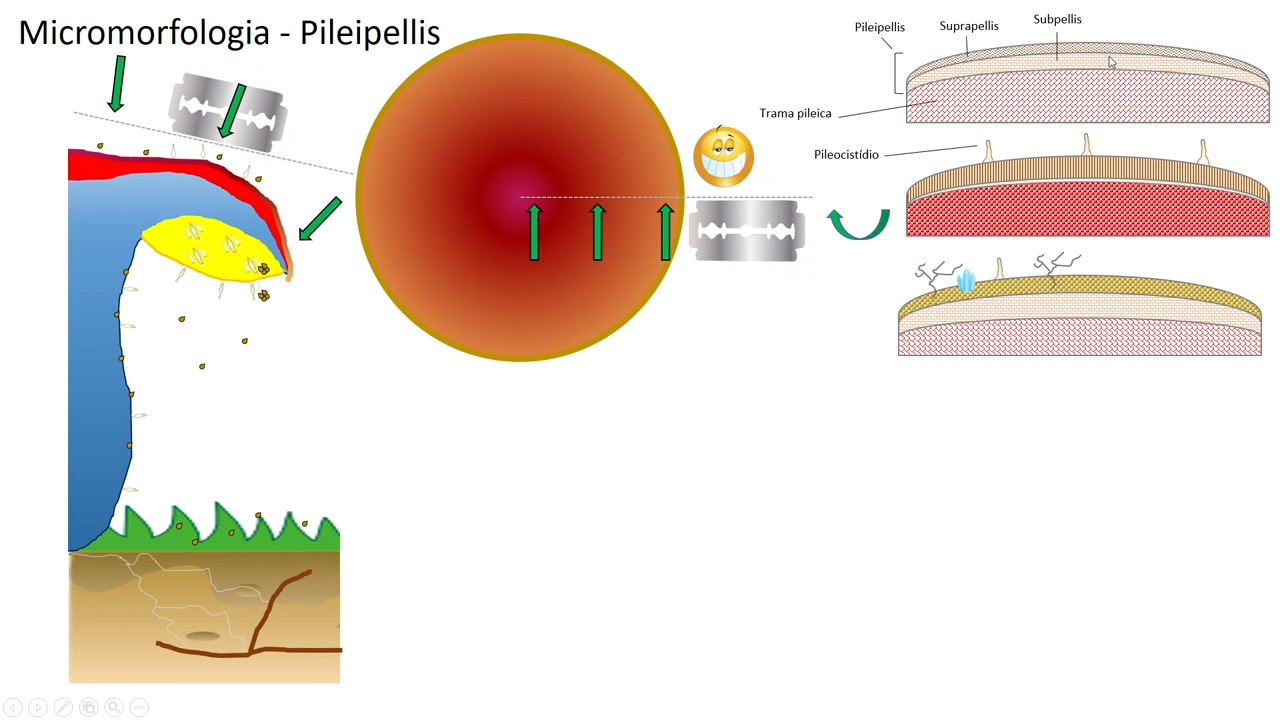 Micromorfologia - Pileipellis
Pileipellis
Suprapellis
Subpellis
Trama pileica
Pileocistídio